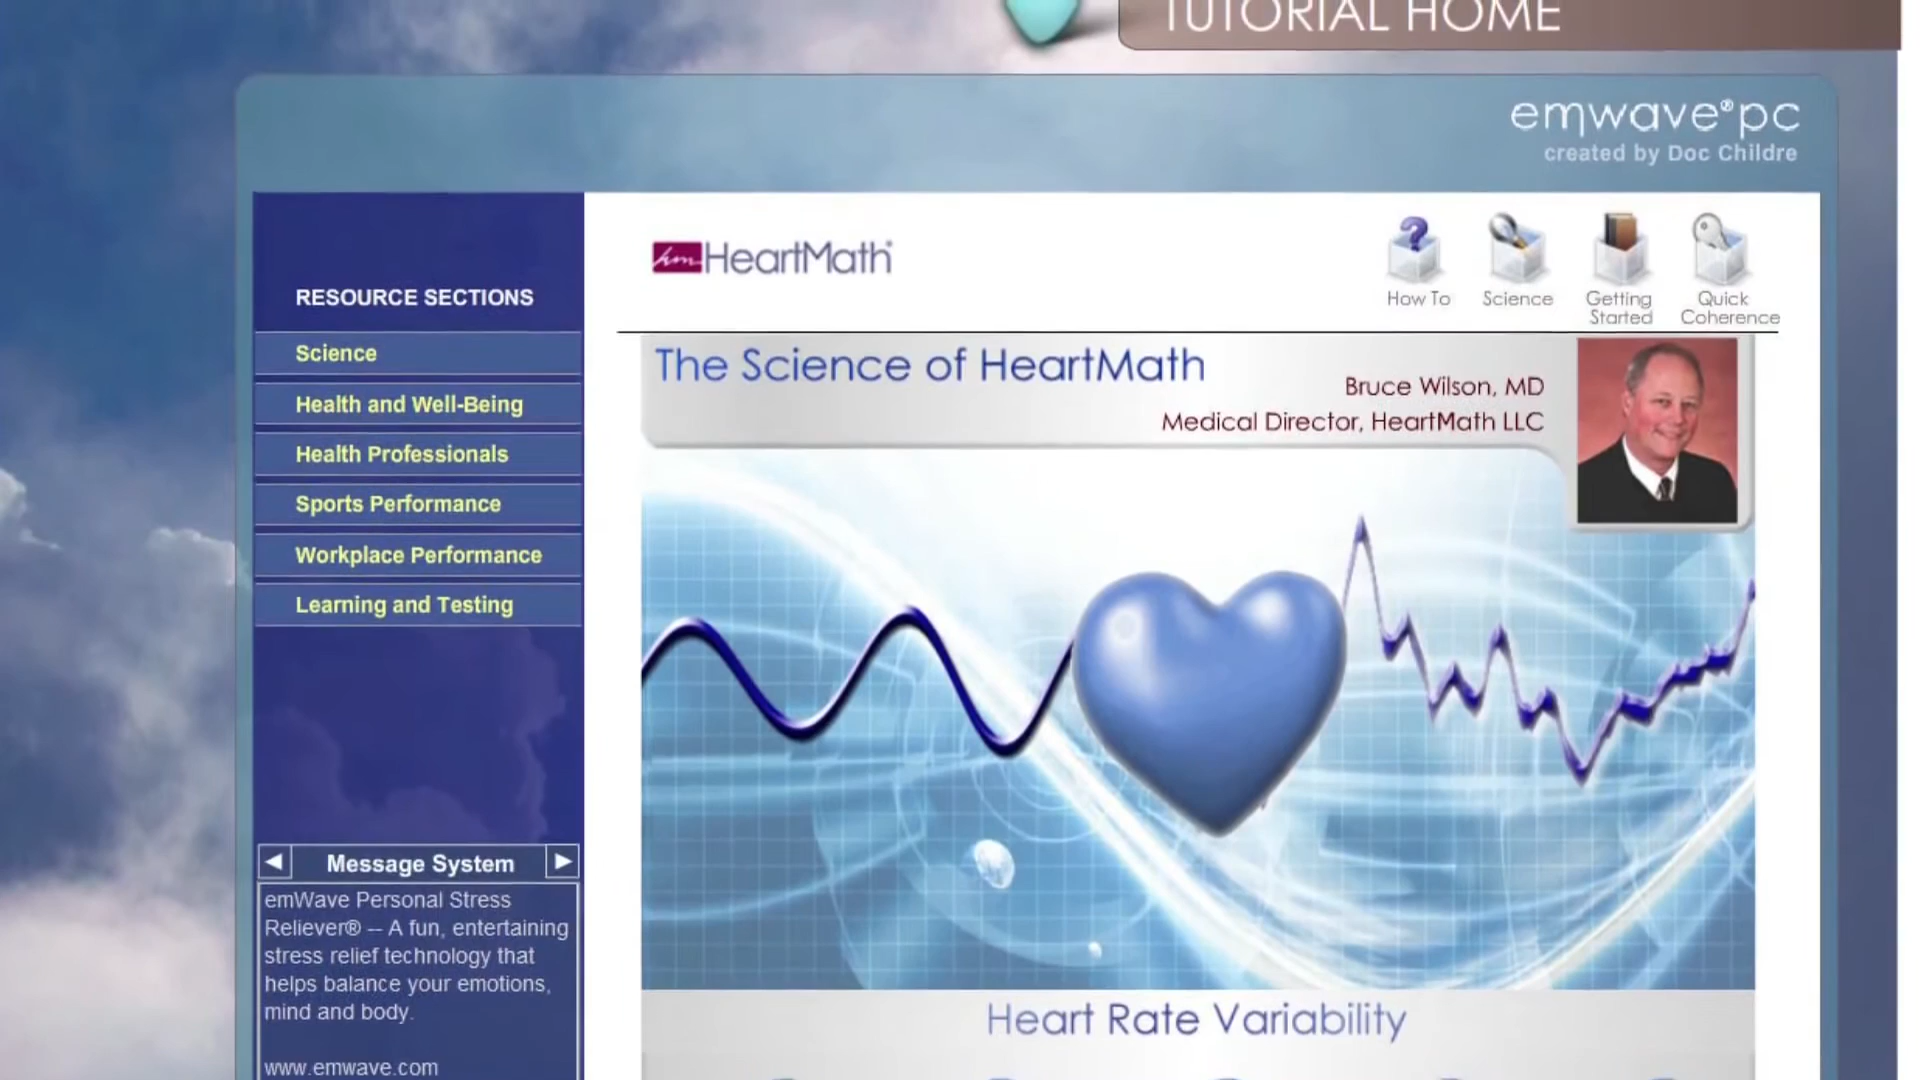 TUTORIAL HOME
emwave®pc
created by Doc Childre
RESOURCE SECTIONS
Science
Health and Well-Being
Health Professionals
Sports Performance
Workplace Performance
Learning and Testing
Message System
emWave Personal Stress
Reliever® -- A fun, entertaining
stress relief technology that
helps balance your emotions,
mind and body.
www.emwave.com
hm HeartMath®
How To
Science
Getting
Started
Quick
Coherence
The Science of HeartMath
Bruce Wilson, MD
Medical Director, HeartMath LLC
Heart Rate Variability